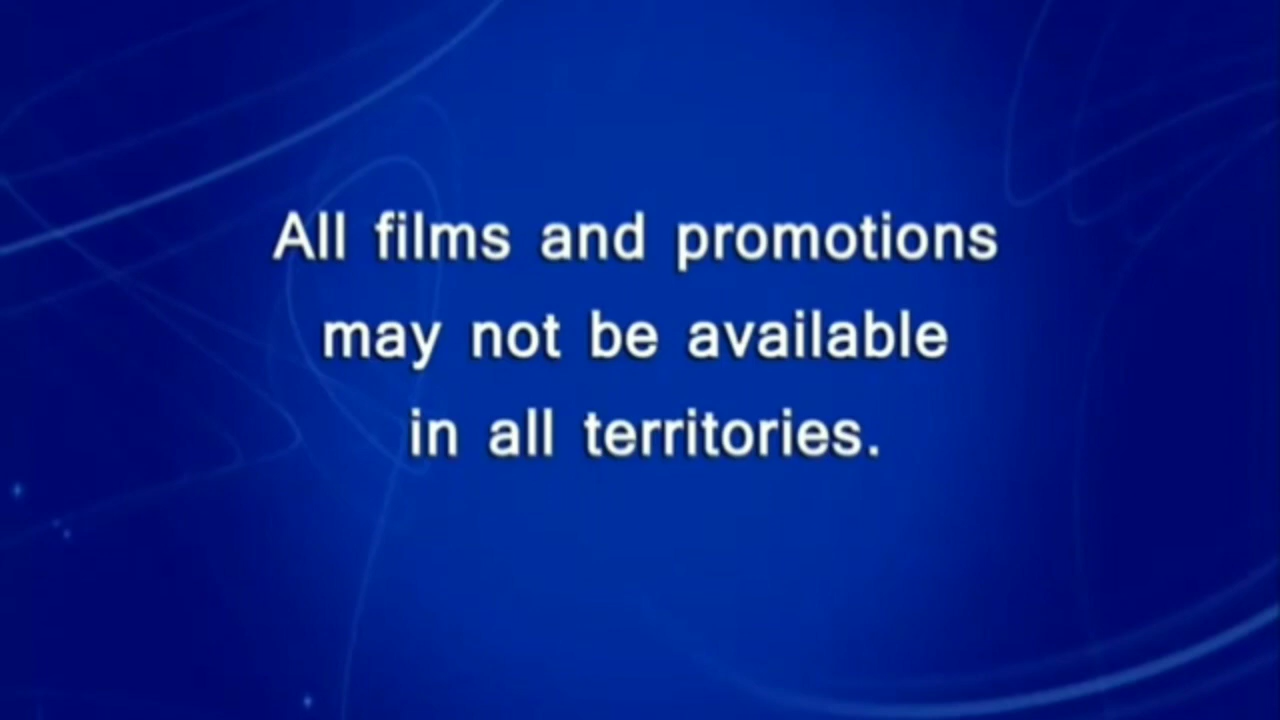 All films and promotions
may not be available
in all territories.